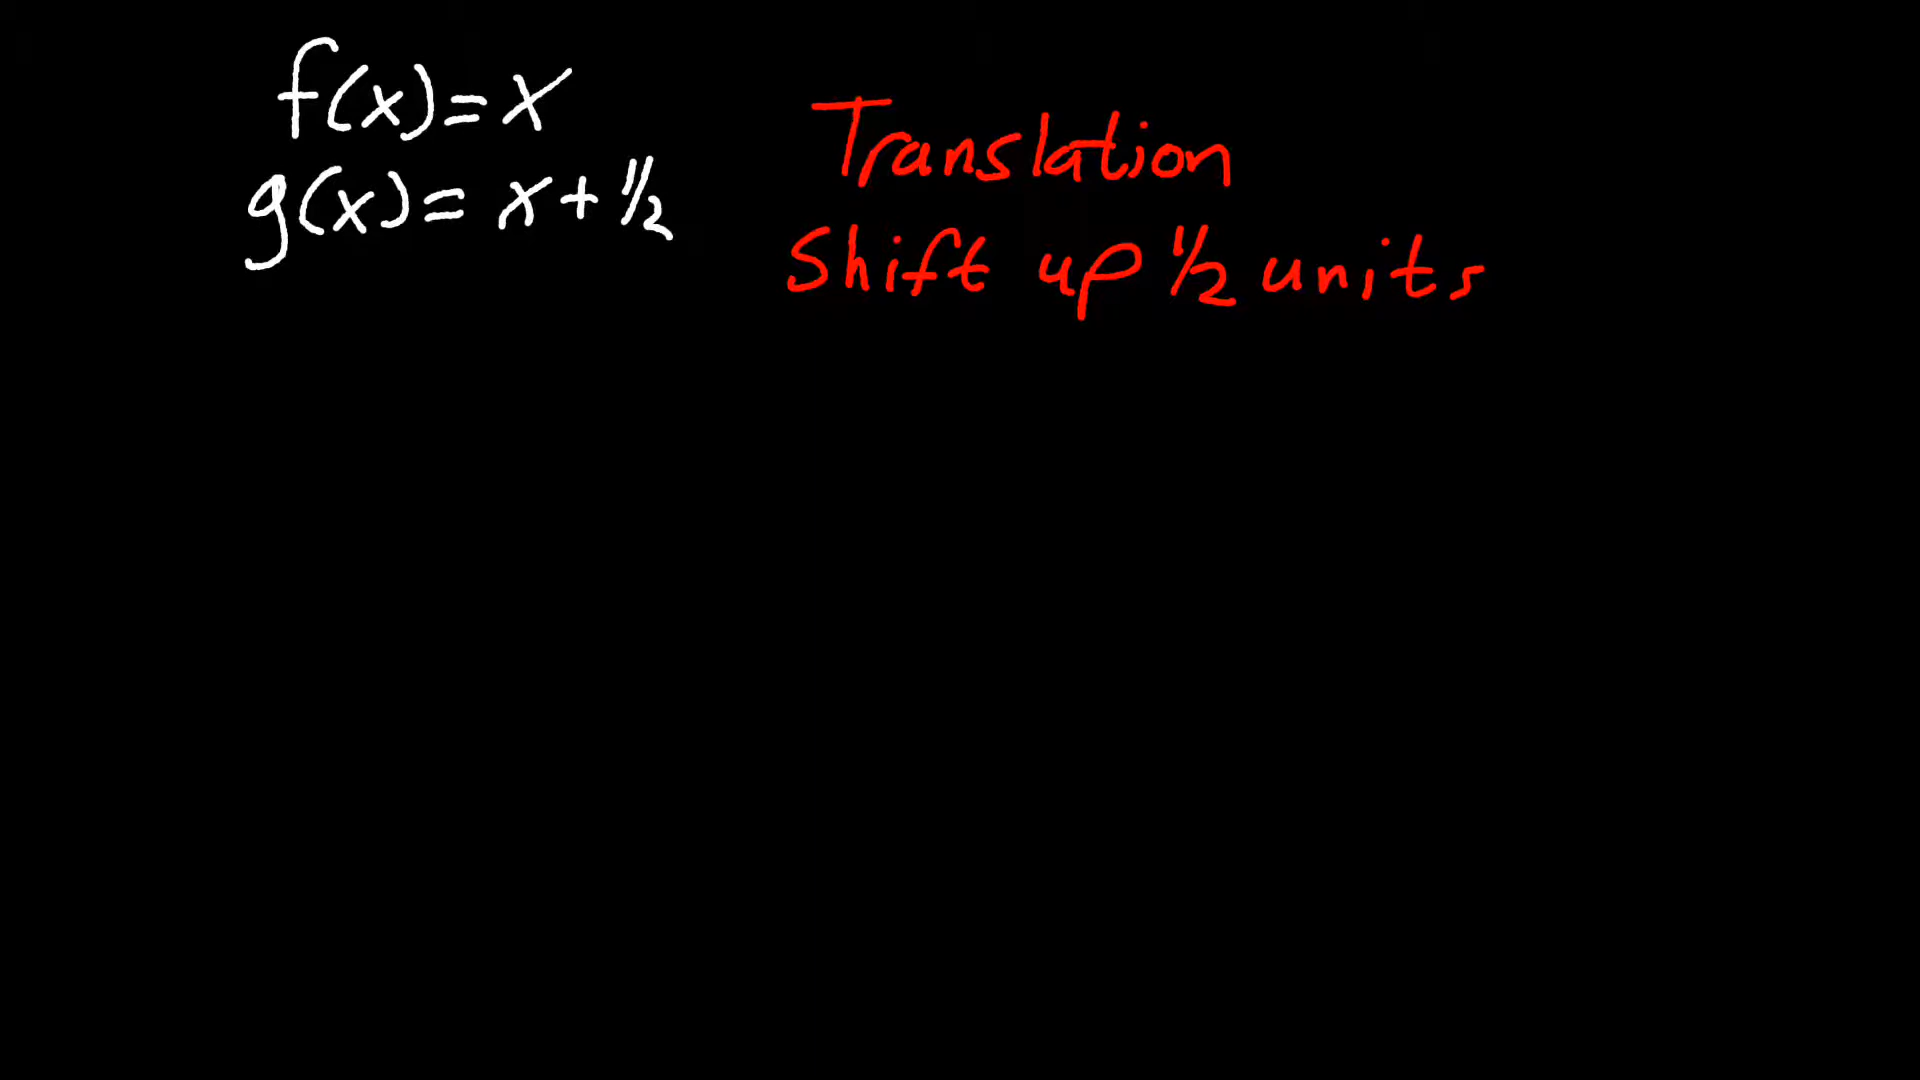 f(x)=x
g(x)=x+1/2
Translation
Shift up 1/2 units